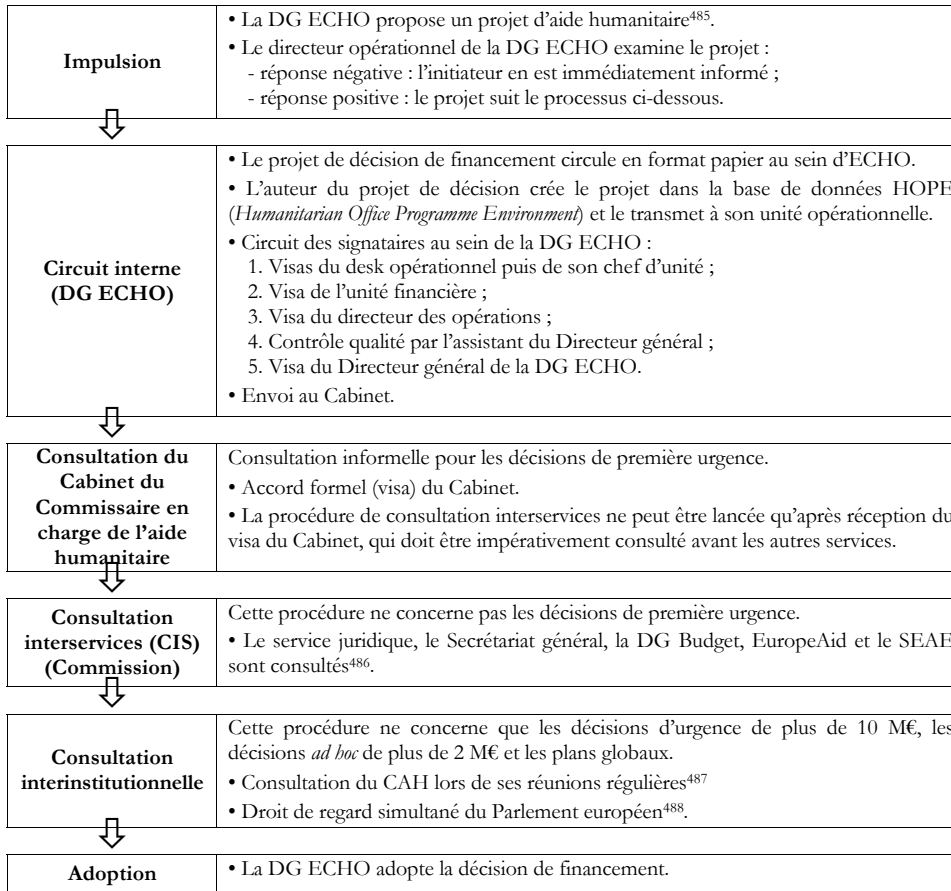 Impulsion
• La DG ECHO propose un projet d'aide humanitaire485.
• Le directeur opérationnel de la DG ECHO examine le projet :
- réponse négative : l'initiateur en est immédiatement informé ;
- réponse positive : le projet suit le processus ci-dessous.
Circuit interne
(DG ECHO)
• Le projet de décision de financement circule en format papier au sein d'ECHO.
• L'auteur du projet de décision crée le projet dans la base de données HOPE
(Humanitarian Office Programme Environment) et le transmet à son unité opérationnelle.
• Circuit des signataires au sein de la DG ECHO :
1. Visas du desk opérationnel puis de son chef d'unité ;
2. Visa de l'unité financière ;
3. Visa du directeur des opérations ;
4. Contrôle qualité par l'assistant du Directeur général ;
5. Visa du Directeur général de la DG ECHO.
• Envoi au Cabinet.
Consultation du
Cabinet du
Commissaire en
charge de l'aide
humanitaire
Consultation informelle pour les décisions de première urgence.
• Accord formel (visa) du Cabinet.
• La procédure de consultation interservices ne peut être lancée qu'après réception du
visa du Cabinet, qui doit être impérativement consulté avant les autres services.
Consultation
interservices (CIS)
(Commission)
Cette procédure ne concerne pas les décisions de première urgence.
• Le service juridique, le Secrétariat général, la DG Budget, EuropeAid et le SEAE
sont consultés486.
Consultation
interinstitutionnelle
Cette procédure ne concerne que les décisions d'urgence de plus de 10 M€, les
décisions ad hoc de plus de 2 M€ et les plans globaux.
• Consultation du CAH lors de ses réunions régulières487
• Droit de regard simultané du Parlement européen488.
Adoption
• La DG ECHO adopte la décision de financement.